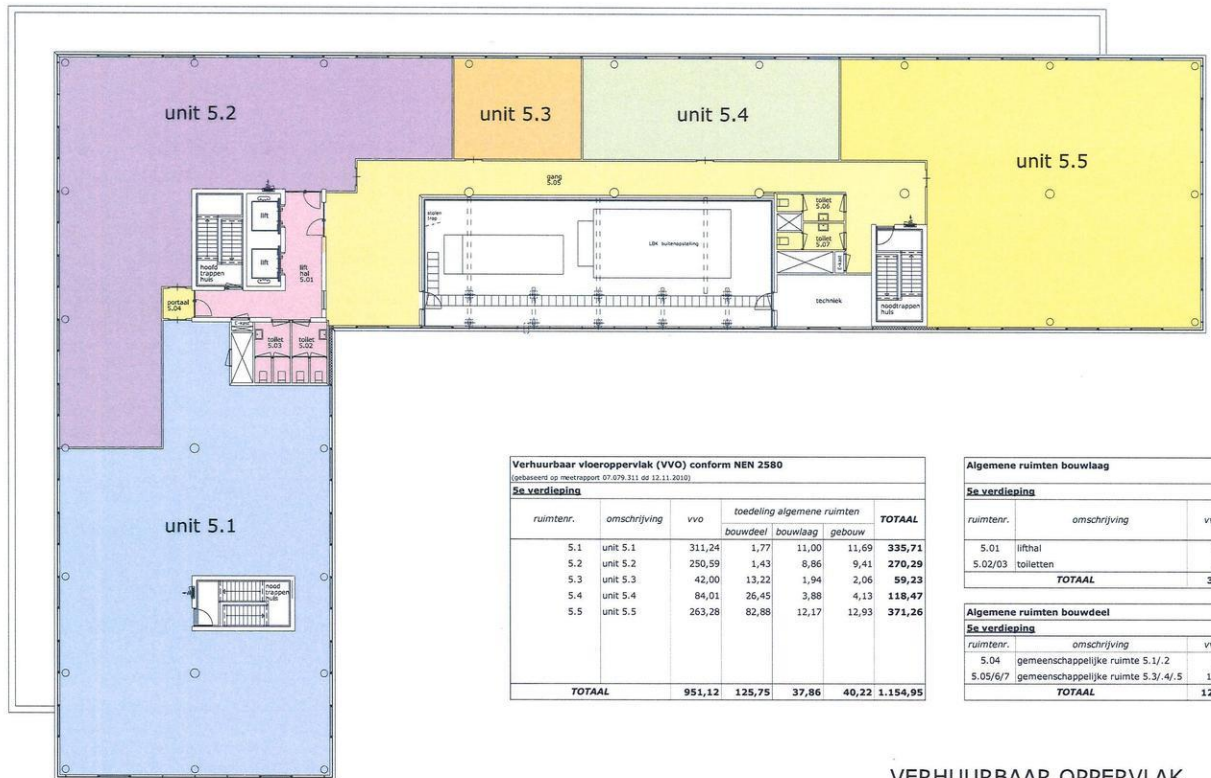 unit 5.2
unit 5.3
unit 5.4
unit 5.5
gang
5.05
stalen
trap
LBK buitenopstelling
toilet
5.06
toilet
5.07
techniek
noodtrappen
huis
lift
lift
lift
hal
5.01
hoofd
trappen
huis
portaal
5.04
toilet
5.03
toilet
5.02
unit 5.1
nood
trappen
huis
Verhuurbaar vloeroppervlak (VVO) conform NEN 2580
(gebaseerd op meetrapport 07.079.311 dd 12.11.2010)
5e verdieping
ruimtenr. omschrijving vvo toedeling algemene ruimten TOTAAL
bouwdeel bouwlaag gebouw
5.1 unit 5.1 311,24 1,77 11,00 11,69 335,71
5.2 unit 5.2 250,59 1,43 8,86 9,41 270,29
5.3 unit 5.3 42,00 13,22 1,94 2,06 59,23
5.4 unit 5.4 84,01 26,45 3,88 4,13 118,47
5.5 unit 5.5 263,28 82,88 12,17 12,93 371,26
TOTAAL 951,12 125,75 37,86 40,22 1.154,95
Algemene ruimten bouwlaag
5e verdieping
ruimtenr. omschrijving
5.01 lifthal
5.02/03 toiletten
TOTAAL 3
Algemene ruimten bouwdeel
5e verdieping
ruimtenr. omschrijving
5.04 gemeenschappelijke ruimte 5.1/.2
5.05/6/7 gemeenschappelijke ruimte 5.3/.4/.5 1
TOTAAL 12
VERHUURBAAR OPPERVLAK